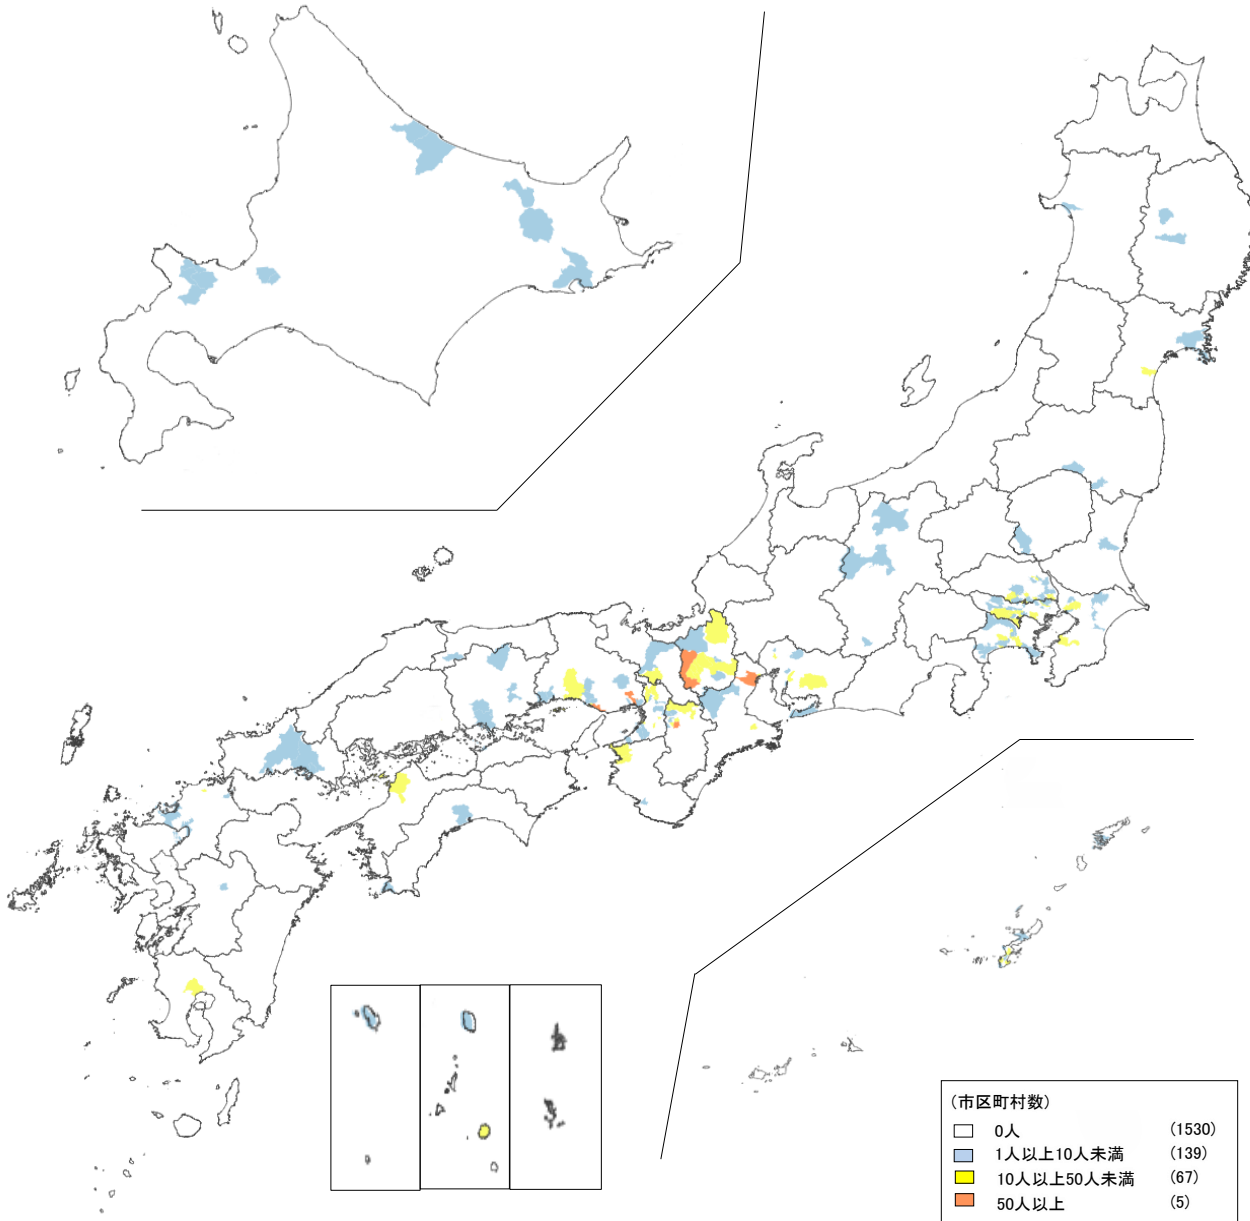 (市区町村数)
0人 (1530)
1人以上10人未満 (139)
10人以上50人未満 (67)
50人以上 (5)